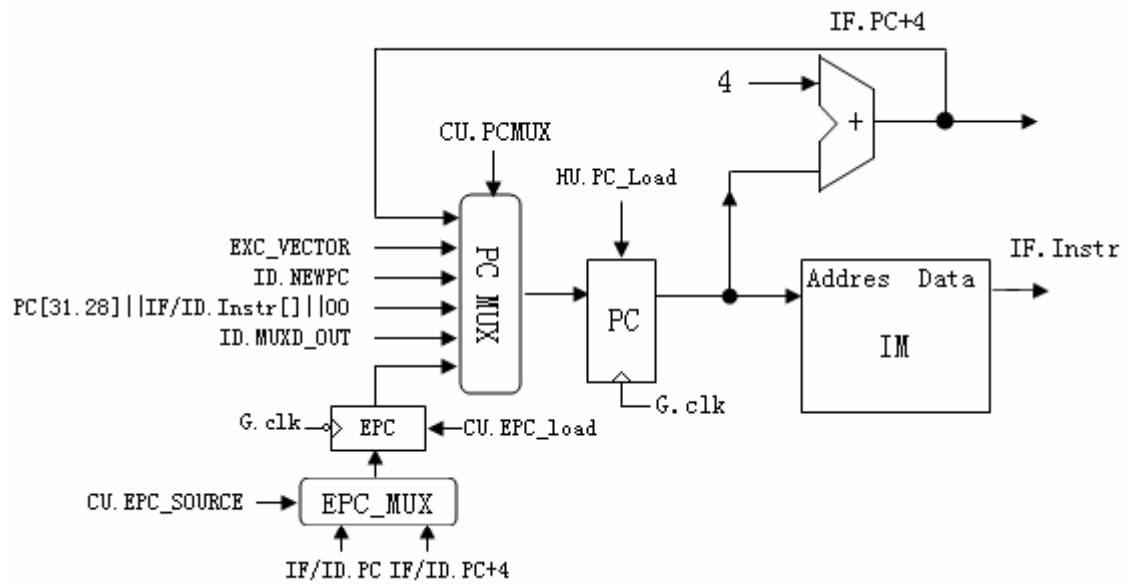 IF.PC+4
4
+
CU.PCMUX
HU.PC_Load
EXC_VECTOR
ID.NEWPC
PC[31.28]||IF/ID.Instr[]||00
ID.MUXD_OUT
PC MUX
PC
IF.Instr
Addres Data
IM
G.clk
G.clk
EPC
CU.EPC_load
CU.EPC_SOURCE
EPC_MUX
IF/ID.PC IF/ID.PC+4